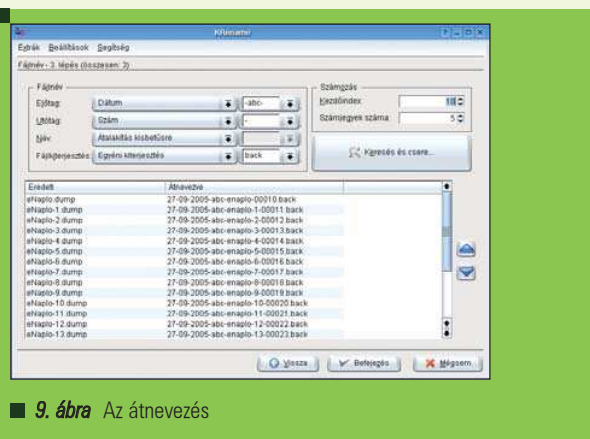 KRename
Extrák Beállítások Segítség
Fájlnév - 3. lépés (összesen: 3)
Fájlnév
Előtag: Dátum -abc-
Utótag: Szám -
Név: Átalakítás kisbetűsre
Fájlkiterjesztés: Egyéni kiterjesztés back
Számozás
Kezdőindex: 10
Számjegyek száma: 5
Keresés és csere...
Eredeti Átnevezve
eNaplo.dump 27-09-2005-abc-enaplo-00010.back
eNaplo-1.dump 27-09-2005-abc-enaplo-1-00011.back
eNaplo-2.dump 27-09-2005-abc-enaplo-2-00012.back
eNaplo-3.dump 27-09-2005-abc-enaplo-3-00013.back
eNaplo-4.dump 27-09-2005-abc-enaplo-4-00014.back
eNaplo-5.dump 27-09-2005-abc-enaplo-5-00015.back
eNaplo-6.dump 27-09-2005-abc-enaplo-6-00016.back
eNaplo-7.dump 27-09-2005-abc-enaplo-7-00017.back
eNaplo-8.dump 27-09-2005-abc-enaplo-8-00018.back
eNaplo-9.dump 27-09-2005-abc-enaplo-9-00019.back
eNaplo-10.dump 27-09-2005-abc-enaplo-10-00020.back
eNaplo-11.dump 27-09-2005-abc-enaplo-11-00021.back
eNaplo-12.dump 27-09-2005-abc-enaplo-12-00022.back
eNaplo-13.dump 27-09-2005-abc-enaplo-13-00023.back
Vissza Befejezés Mégsem
9. ábra Az átnevezés